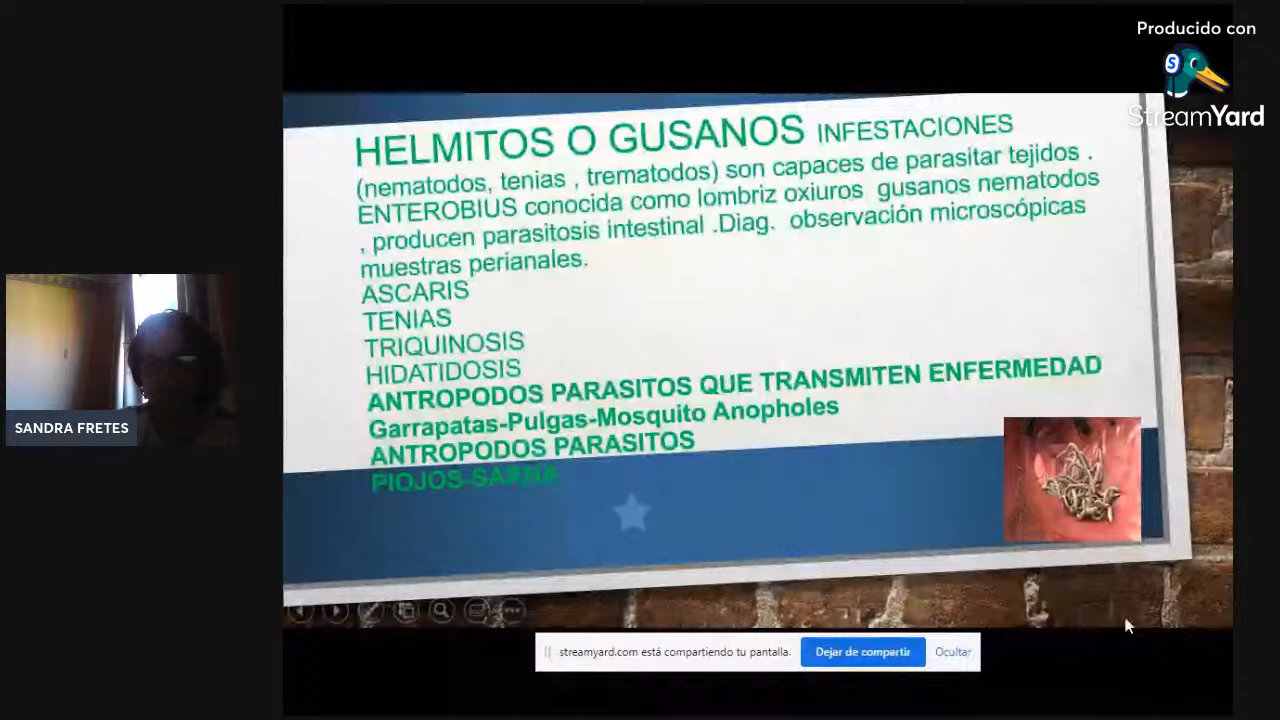 Producido con
StreamYard
HELMITOS O GUSANOS INFESTACIONES
(nematodos, tenias , trematodos) son capaces de parasitar tejidos .
ENTEROBIUS conocida como lombriz oxiuros gusanos nematodos
, producen parasitosis intestinal .Diag. observación microscópicas
muestras perianales.
ASCARIS
TENIAS
TRIQUINOSIS
HIDATIDOSIS
ANTROPODOS PARASITOS QUE TRANSMITEN ENFERMEDAD
Garrapatas-Pulgas-Mosquito Anopholes
ANTROPODOS PARASITOS
PIOJOS-SARNA
SANDRA FRETES
streamyard.com está compartiendo tu pantalla.
Dejar de compartir
Ocultar